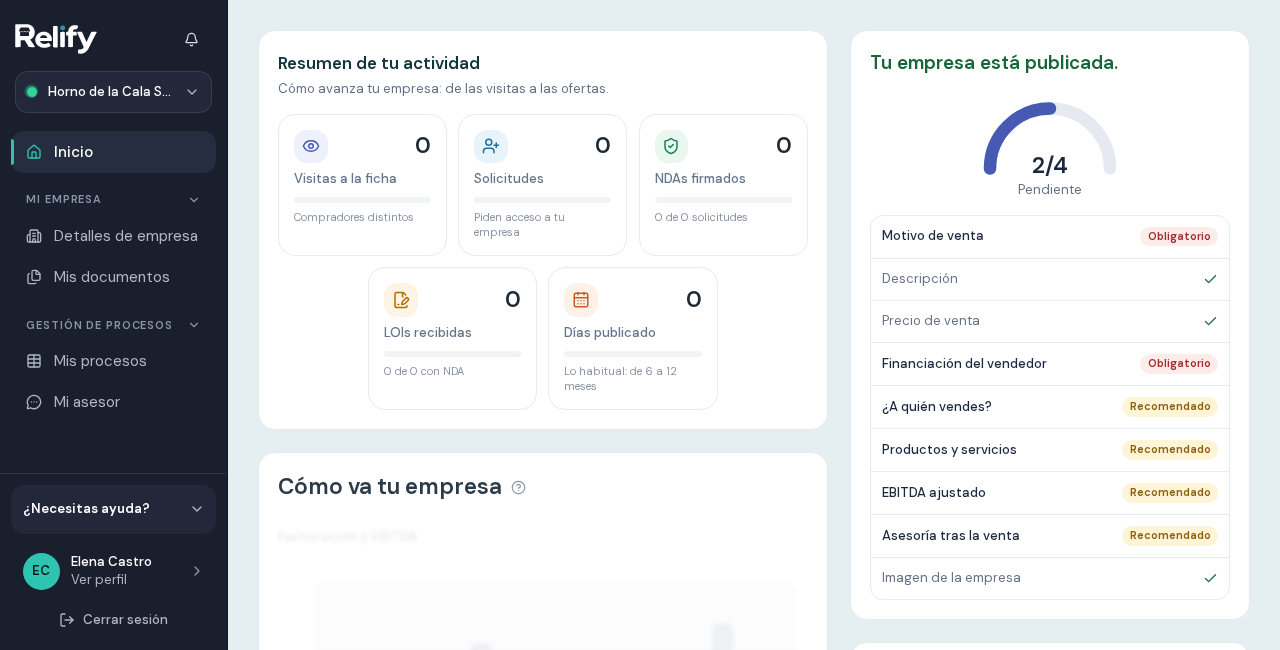 Relify
Horno de la Cala S...
Inicio
MI EMPRESA
Detalles de empresa
Mis documentos
GESTIÓN DE PROCESOS
Mis procesos
Mi asesor
¿Necesitas ayuda?
EC
Elena Castro
Ver perfil
Cerrar sesión
Resumen de tu actividad
Cómo avanza tu empresa: de las visitas a las ofertas.
0
Visitas a la ficha
Compradores distintos
0
Solicitudes
Piden acceso a tu
empresa
0
NDAs firmados
0 de 0 solicitudes
0
LOIs recibidas
0 de 0 con NDA
0
Días publicado
Lo habitual: de 6 a 12
meses
Cómo va tu empresa
Facturación y EBITDA
Tu empresa está publicada.
2/4
Pendiente
Motivo de venta Obligatorio
Descripción
Precio de venta
Financiación del vendedor Obligatorio
¿A quién vendes? Recomendado
Productos y servicios Recomendado
EBITDA ajustado Recomendado
Asesoría tras la venta Recomendado
Imagen de la empresa